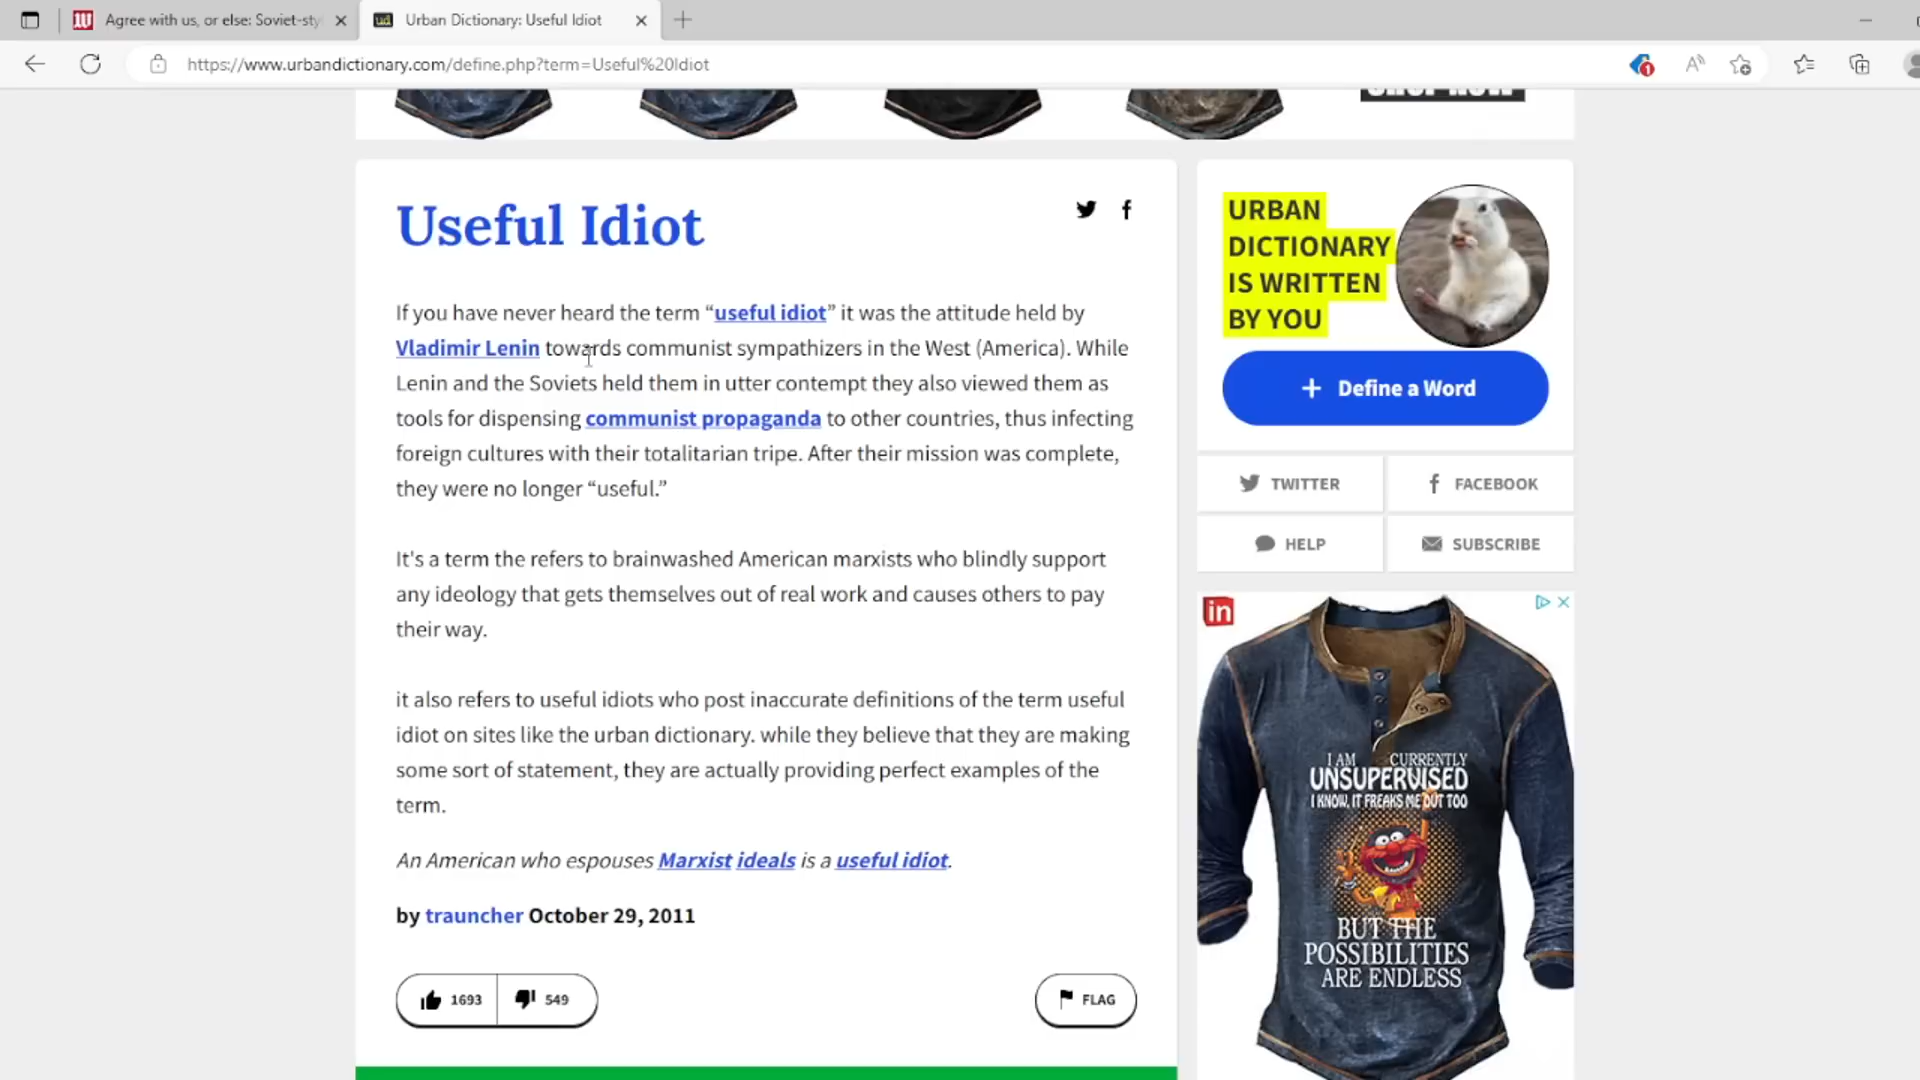 Agree with us, or else: Soviet-sty
Urban Dictionary: Useful Idiot
https://www.urbandictionary.com/define.php?term=Useful%20Idiot
1
Useful Idiot
If you have never heard the term “useful idiot” it was the attitude held by
Vladimir Lenin towards communist sympathizers in the West (America). While
Lenin and the Soviets held them in utter contempt they also viewed them as
tools for dispensing communist propaganda to other countries, thus infecting
foreign cultures with their totalitarian tripe. After their mission was complete,
they were no longer “useful.”
It's a term the refers to brainwashed American marxists who blindly support
any ideology that gets themselves out of real work and causes others to pay
their way.
it also refers to useful idiots who post inaccurate definitions of the term useful
idiot on sites like the urban dictionary. while they believe that they are making
some sort of statement, they are actually providing perfect examples of the
term.
An American who espouses Marxist ideals is a useful idiot.
by trauncher October 29, 2011
1693
549
FLAG
URBAN
DICTIONARY
IS WRITTEN
BY YOU
+ Define a Word
TWITTER
FACEBOOK
HELP
SUBSCRIBE
in
I AM CURRENTLY
UNSUPERVISED
I KNOW, IT FREAKS ME OUT TOO
BUT THE
POSSIBILITIES
ARE ENDLESS